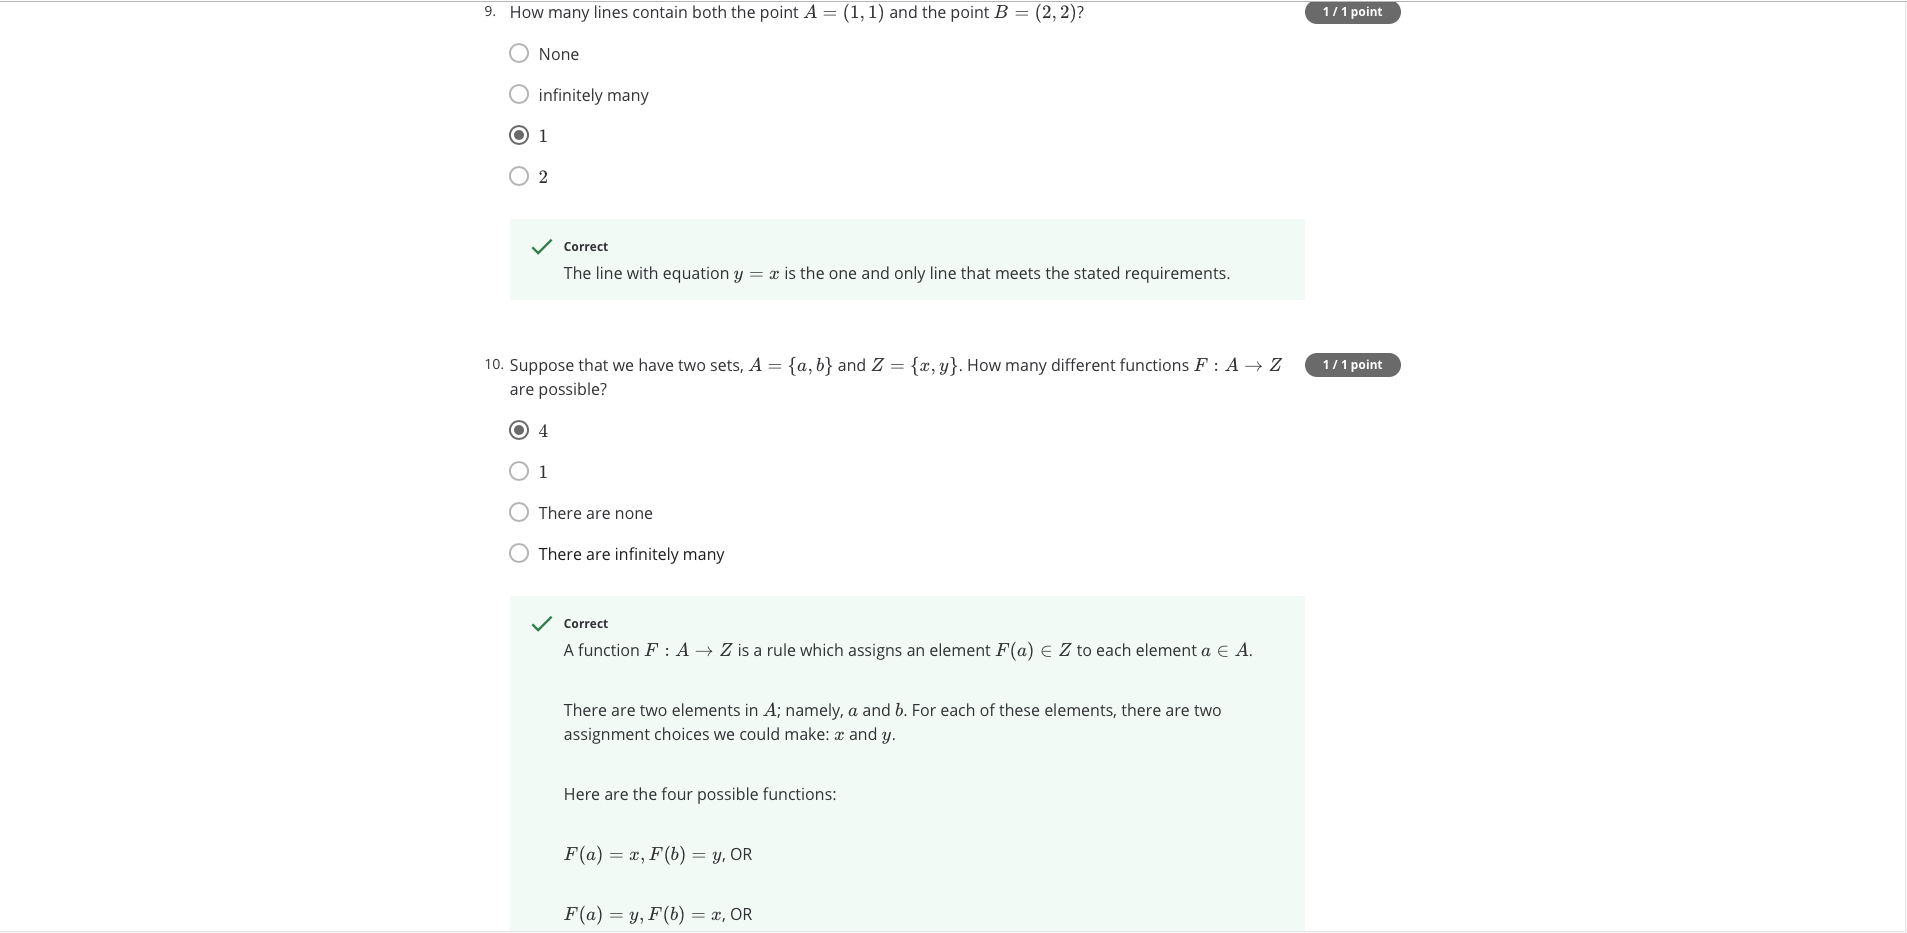 9. How many lines contain both the point A = (1, 1) and the point B = (2, 2)?
1 / 1 point
None
infinitely many
1
2
Correct
The line with equation y = x is the one and only line that meets the stated requirements.
10. Suppose that we have two sets, A = {a, b} and Z = {x, y}. How many different functions F : A → Z
1 / 1 point
are possible?
4
1
There are none
There are infinitely many
Correct
A function F : A → Z is a rule which assigns an element F(a) ∈ Z to each element a ∈ A.
There are two elements in A; namely, a and b. For each of these elements, there are two
assignment choices we could make: x and y.
Here are the four possible functions:
F(a) = x, F(b) = y, OR
F(a) = y, F(b) = x, OR